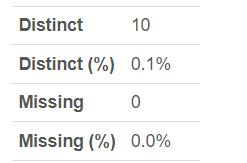 Distinct 10
Distinct (%) 0.1%
Missing 0
Missing (%) 0.0%